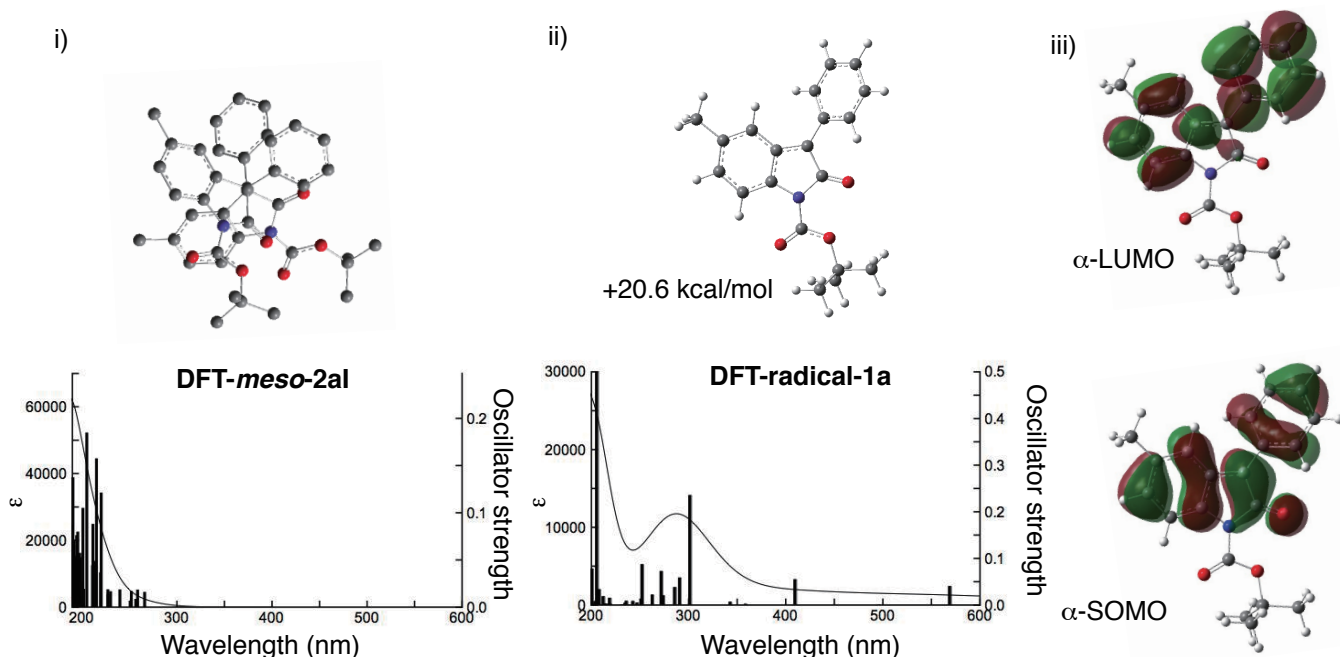 i)
ii)
iii)
α-LUMO
+20.6 kcal/mol
DFT-meso-2al
60000
40000
20000
0
ε
0.2
0.1
0.0
Oscillator strength
200 300 400 500 600
Wavelength (nm)
DFT-radical-1a
30000
20000
10000
0
ε
0.5
0.4
0.3
0.2
0.1
0.0
Oscillator strength
200 300 400 500 600
Wavelength (nm)
α-SOMO